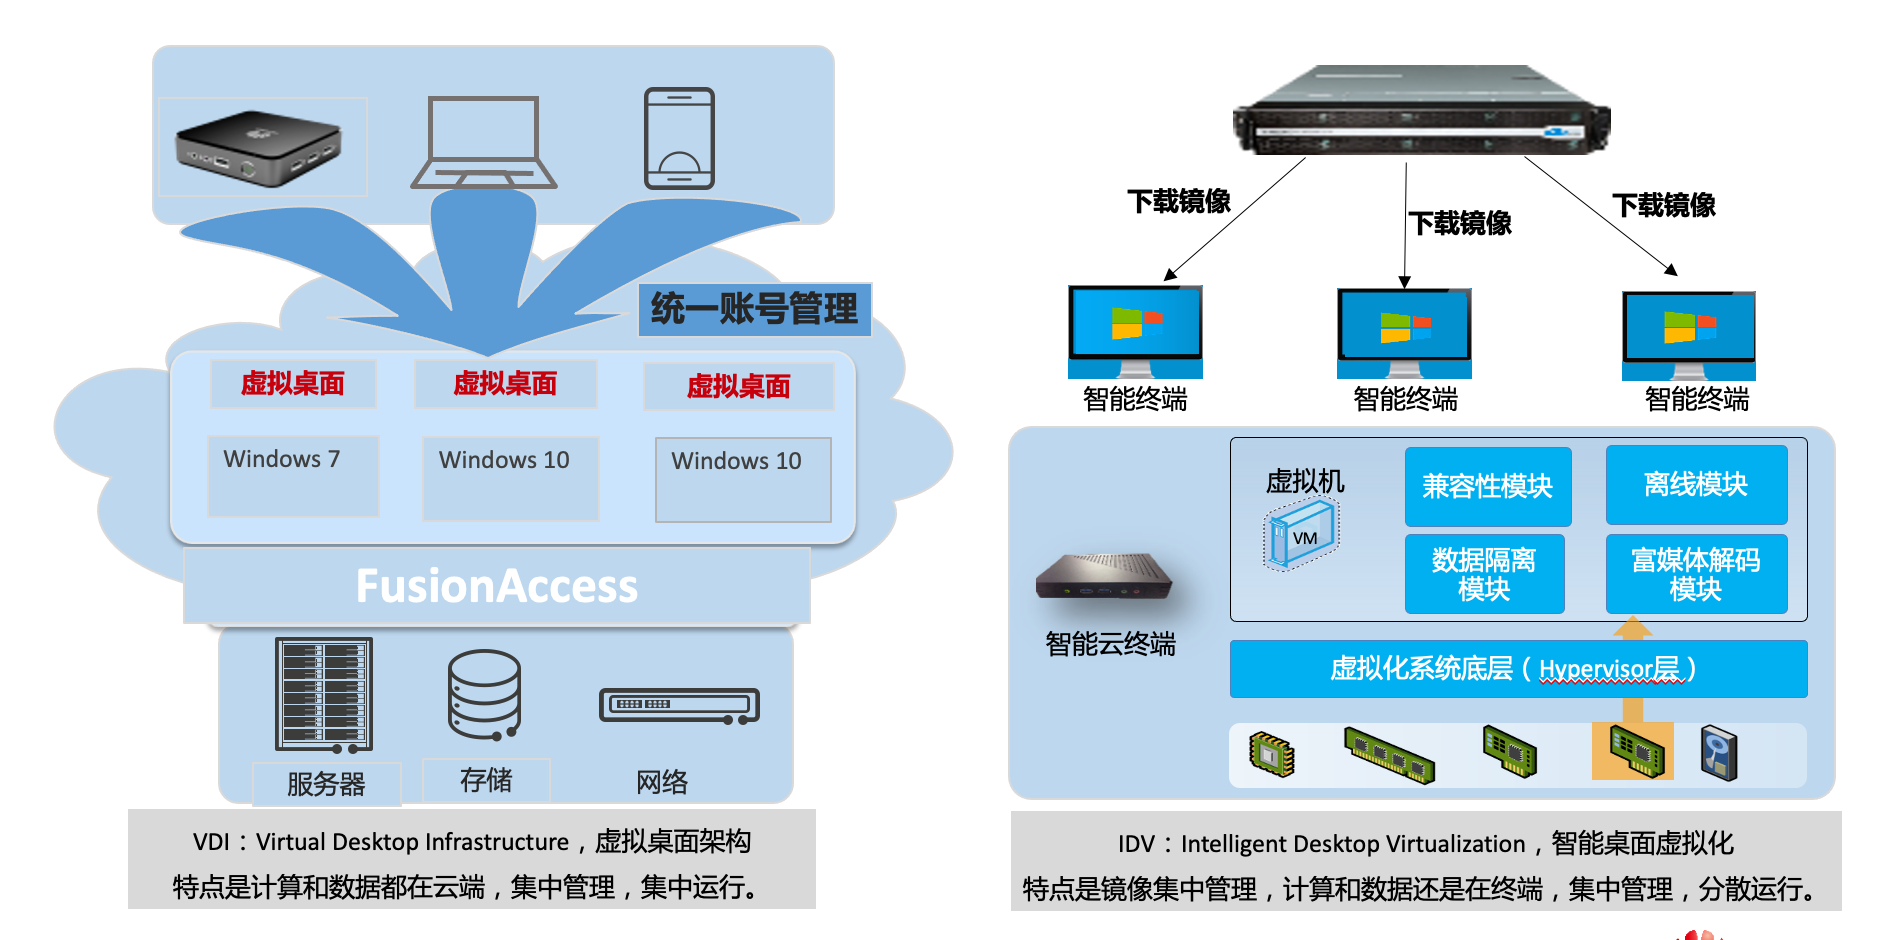 统一账号管理
虚拟桌面
虚拟桌面
虚拟桌面
Windows 7
Windows 10
Windows 10
FusionAccess
服务器
存储
网络
VDI：Virtual Desktop Infrastructure，虚拟桌面架构
特点是计算和数据都在云端，集中管理，集中运行。
下载镜像
下载镜像
下载镜像
智能终端
智能终端
智能终端
虚拟机
VM
兼容性模块
离线模块
数据隔离
模块
富媒体解码
模块
智能云终端
虚拟化系统底层（Hypervisor层）
IDV：Intelligent Desktop Virtualization，智能桌面虚拟化
特点是镜像集中管理，计算和数据还是在终端，集中管理，分散运行。